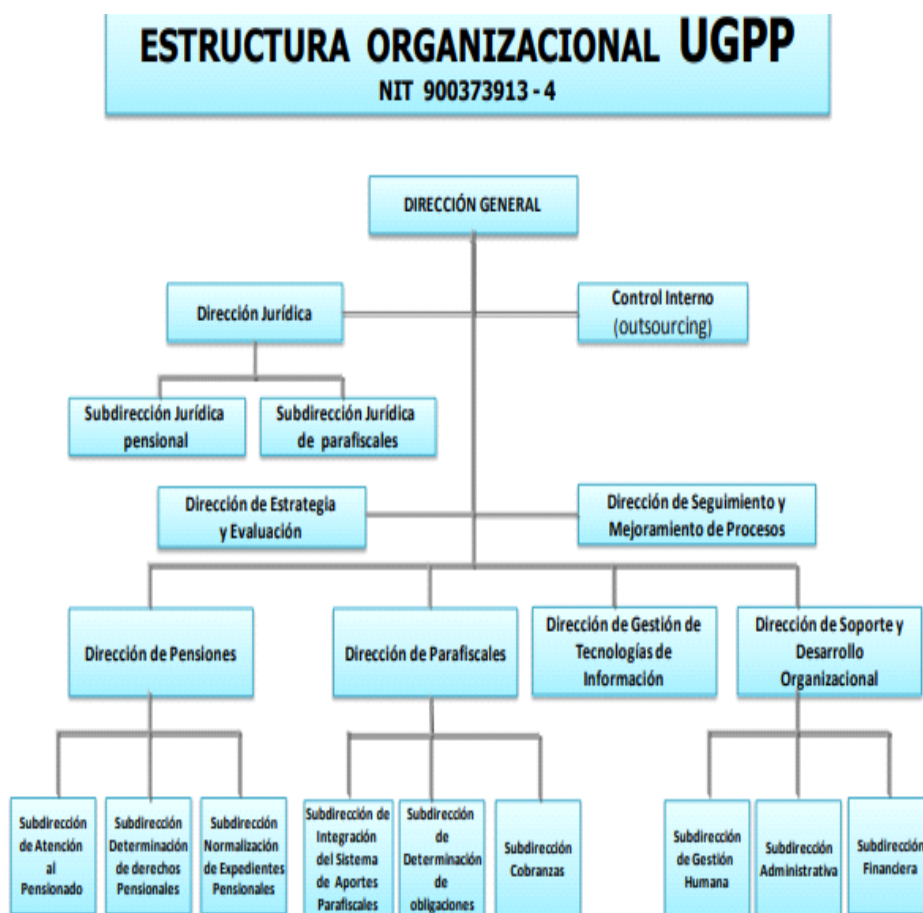 ESTRUCTURA ORGANIZACIONAL UGPP
NIT 900373913 - 4
DIRECCIÓN GENERAL
Dirección Jurídica
Control Interno
(outsourcing)
Subdirección Jurídica
pensional
Subdirección Jurídica
de parafiscales
Dirección de Estrategia
y Evaluación
Dirección de Seguimiento y
Mejoramiento de Procesos
Dirección de Pensiones
Dirección de Parafiscales
Dirección de Gestión de
Tecnologías de
Información
Dirección de Soporte y
Desarrollo
Organizacional
Subdirección
de Atención
al
Pensionado
Subdirección
Determinación
de derechos
Pensionales
Subdirección
Normalización
de Expedientes
Pensionales
Subdirección de
Integración
del Sistema
de Aportes
Parafiscales
Subdirección
de
Determinación
de
obligaciones
Subdirección
Cobranzas
Subdirección
de Gestión
Humana
Subdirección
Administrativa
Subdirección
Financiera